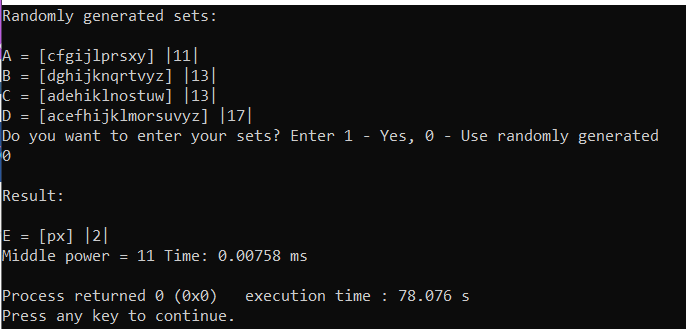 Randomly generated sets:
A = [cfgijlprsxy] |11|
B = [dghijknqrtvyz] |13|
C = [adehiklnostuw] |13|
D = [acefhijklmorsuvyz] |17|
Do you want to enter your sets? Enter 1 - Yes, 0 - Use randomly generated
0
Result:
E = [px] |2|
Middle power = 11 Time: 0.00758 ms
Process returned 0 (0x0)   execution time : 78.076 s
Press any key to continue.